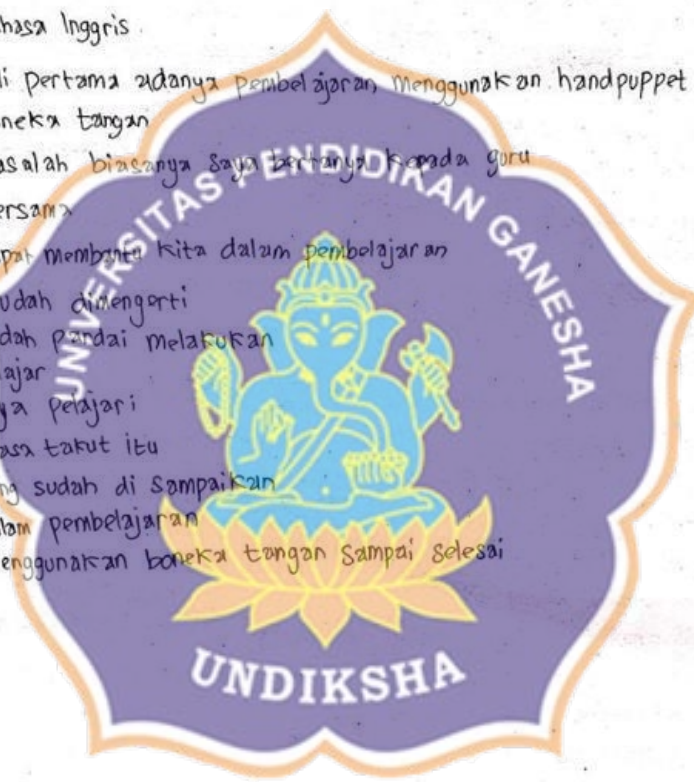 hasa Inggris.
li pertama adanya pembelajaran menggunakan handpuppet
neka tangan
asalah biasanya saya bertanya kepada guru
ersama
pat membantu kita dalam pembelajaran
udah dimengerti
dah pandai melakukan
lajar
ya pelajari
asa takut itu
ng sudah di sampaikan
lam pembelajaran
enggunakan boneka tangan sampai selesai
UNIVERSITAS PENDIDIKAN GANESHA
UNDIKSHA